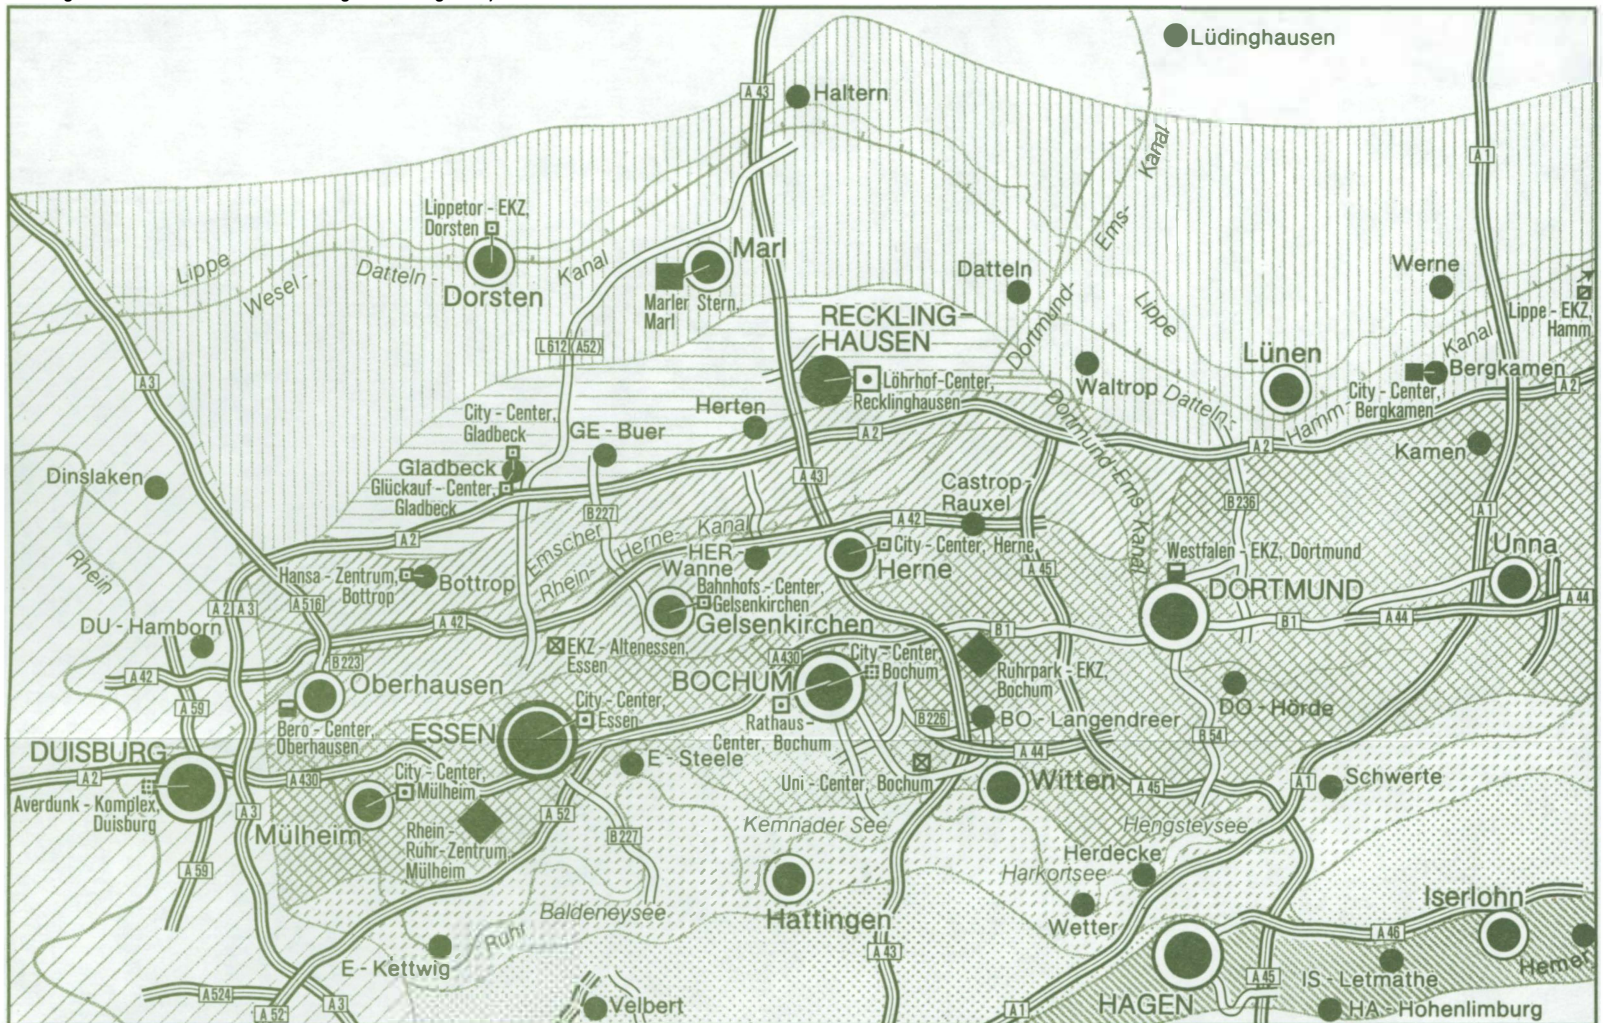 Lüdinghausen
A 43
Haltern
A 1
Kanal
Ems-
Lippetor - EKZ,
Dorsten
Lippe
Wesel -
Datteln -
Kanal
Dorsten
Marl
Marler Stern,
Marl
Datteln
Dortmund-
Lippe
Werne
Lippe - EKZ,
Hamm
Kanal
RECKLING-
HAUSEN
L 612 (A52)
Löhrhof-Center,
Recklinghausen
Waltrop
Datteln-
Lünen
Hamm-
Bergkamen
City - Center,
Bergkamen
A 2
A 3
City - Center,
Gladbeck
GE - Buer
Herten
A 2
Dortmund-Ems-Kanal
A 2
Kamen
Gladbeck
Glückauf - Center,
Gladbeck
Dinslaken
A 43
Castrop-
Rauxel
B 236
A 1
B 227
A 42
A 2
Emscher
Rhein-
Herne-
Kanal
HER -
Wanne
City - Center, Herne
Herne
Westfalen - EKZ, Dortmund
DORTMUND
Unna
Rhein
Hansa - Zentrum,
Bottrop
Bottrop
Bahnhofs - Center,
Gelsenkirchen
Gelsenkirchen
A 45
A 2
A 3
A 516
A 42
DU - Hamborn
B 1
B 1
A 44
A 44
EKZ - Altenessen,
Essen
A 430
City - Center,
Bochum
BOCHUM
Ruhrpark - EKZ,
Bochum
A 42
B 223
Oberhausen
A 59
Bero - Center,
Oberhausen
ESSEN
City - Center,
Essen
Rathaus -
Center, Bochum
B 226
BO - Langendreer
DO - Hörde
B 54
DUISBURG
A 2
A 430
City - Center,
Mülheim
E - Steele
Uni - Center, Bochum
A 44
Witten
A 45
A 1
Schwerte
Averdunk - Komplex,
Duisburg
A 3
Mülheim
Rhein -
Ruhr-Zentrum,
Mülheim
A 52
B 227
Kemnader See
Hengsteysee
Herdecke
Harkortsee
A 59
Baldeneysee
Hattingen
Wetter
Iserlohn
Ruhr
E - Kettwig
A 43
A 46
Hemer
IS - Letmathe
A 45
A 524
A 52
A 3
Velbert
A 1
HAGEN
HA - Hohenlimburg